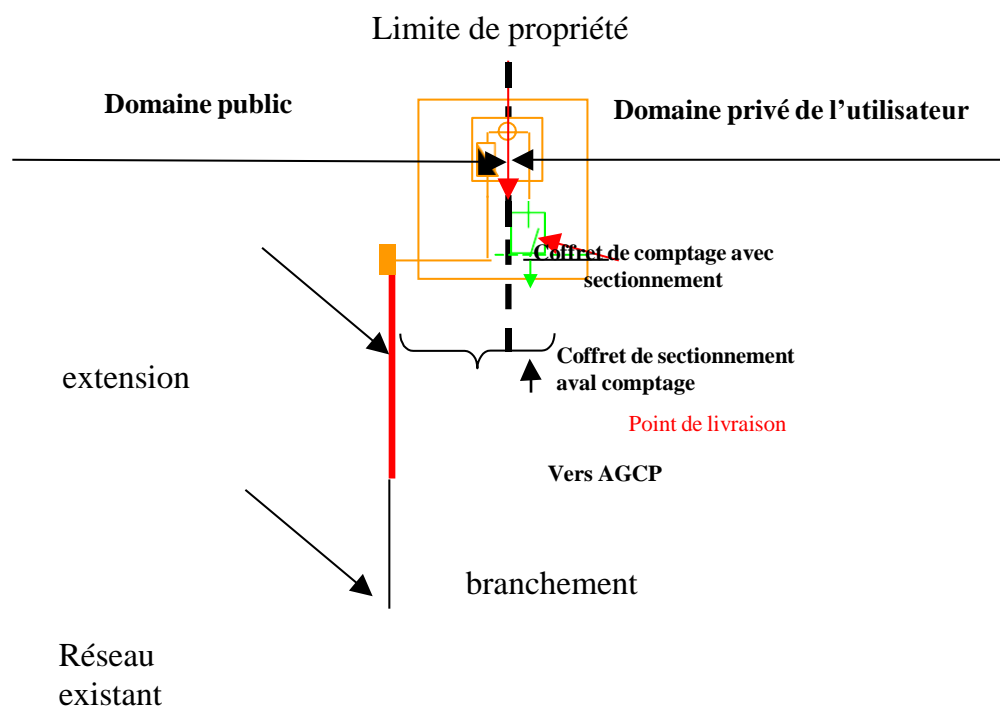 Limite de propriété
Domaine public
Domaine privé de l’utilisateur
Coffret de comptage avec
sectionnement
Coffret de sectionnement
aval comptage
extension
Point de livraison
Vers AGCP
branchement
Réseau
existant